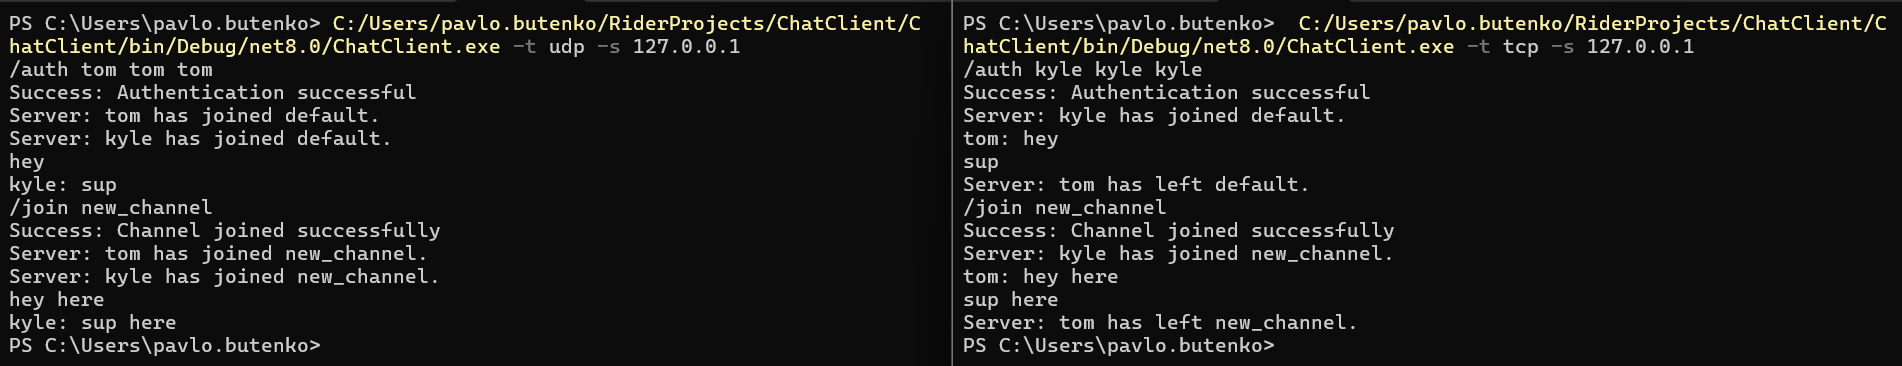 PS C:\Users\pavlo.butenko> C:/Users/pavlo.butenko/RiderProjects/ChatClient/C
hatClient/bin/Debug/net8.0/ChatClient.exe -t udp -s 127.0.0.1
/auth tom tom tom
Success: Authentication successful
Server: tom has joined default.
Server: kyle has joined default.
hey
kyle: sup
/join new_channel
Success: Channel joined successfully
Server: tom has joined new_channel.
Server: kyle has joined new_channel.
hey here
kyle: sup here
PS C:\Users\pavlo.butenko>
PS C:\Users\pavlo.butenko>  C:/Users/pavlo.butenko/RiderProjects/ChatClient/C
hatClient/bin/Debug/net8.0/ChatClient.exe -t tcp -s 127.0.0.1
/auth kyle kyle kyle
Success: Authentication successful
Server: kyle has joined default.
tom: hey
sup
Server: tom has left default.
/join new_channel
Success: Channel joined successfully
Server: kyle has joined new_channel.
tom: hey here
sup here
Server: tom has left new_channel.
PS C:\Users\pavlo.butenko>